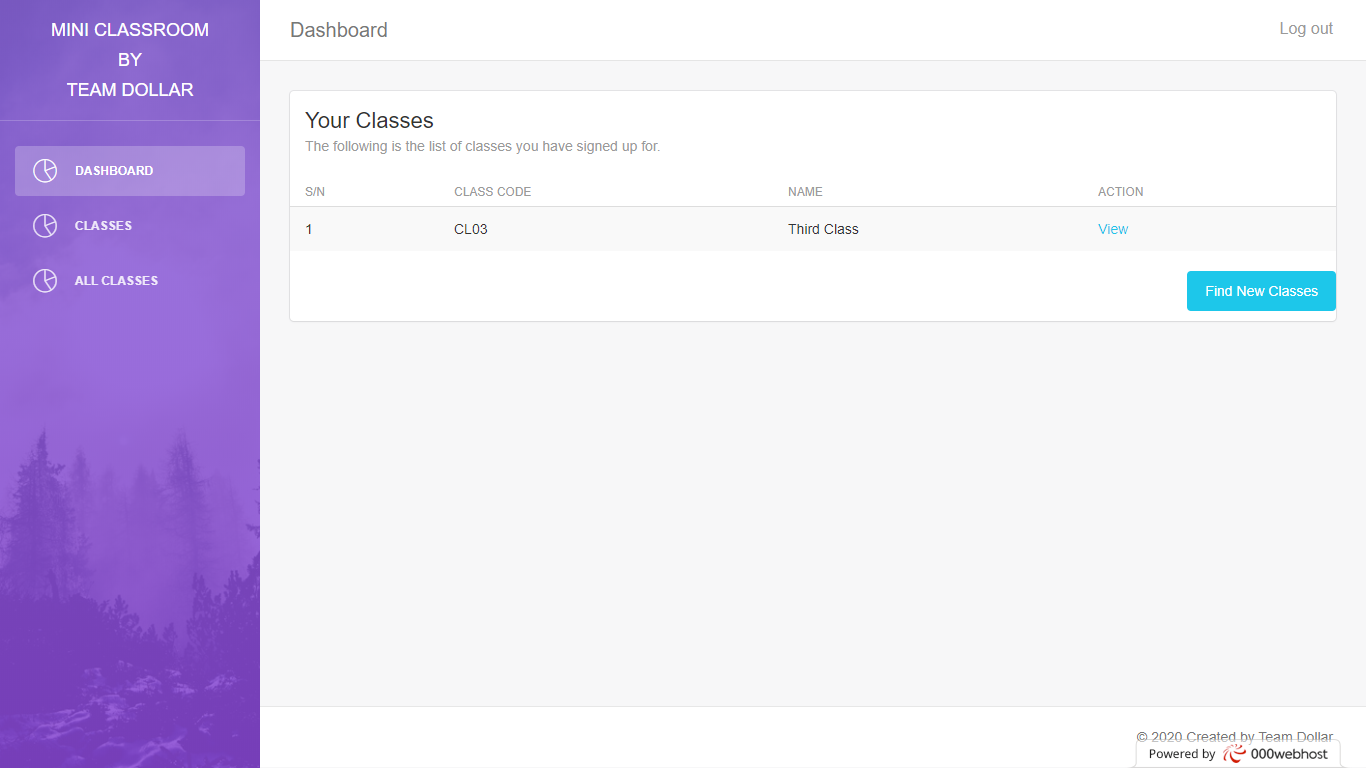 MINI CLASSROOM
BY
TEAM DOLLAR
DASHBOARD
CLASSES
ALL CLASSES
Dashboard
Log out
Your Classes
The following is the list of classes you have signed up for.
S/N CLASS CODE NAME ACTION
1 CL03 Third Class View
Find New Classes
© 2020 Created by Team Dollar
Powered by 000webhost